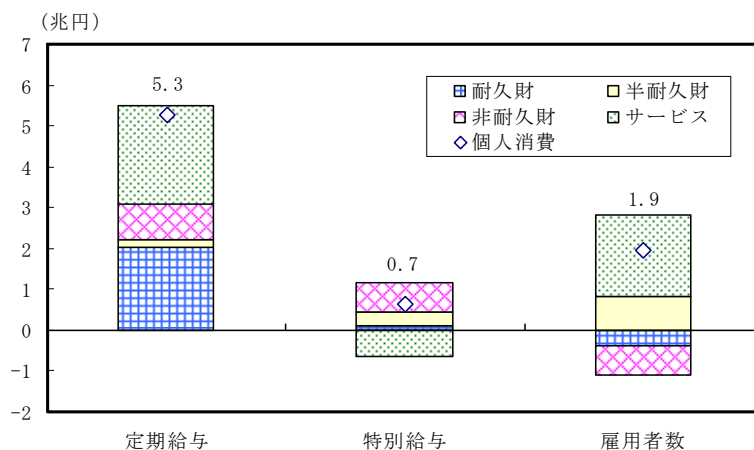 (兆円)
7
6
5
4
3
2
1
0
-1
-2
5.3
0.7
1.9
耐久財
半耐久財
非耐久財
サービス
個人消費
定期給与
特別給与
雇用者数